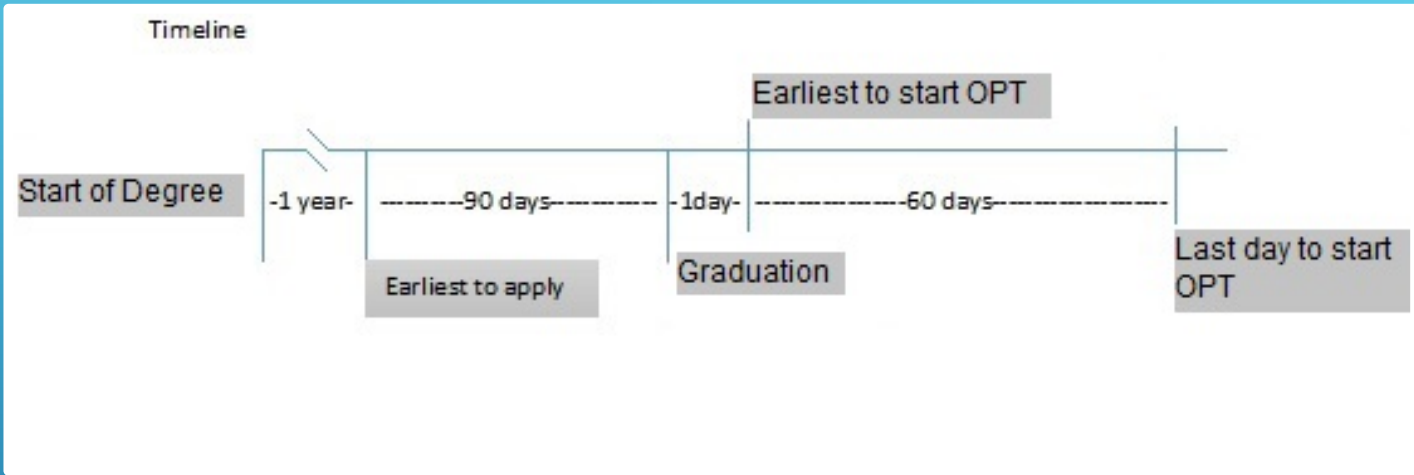 Timeline
Earliest to start OPT
Start of Degree
-1 year-
----------90 days-------------
-1day-
------------------60 days---------------------
Earliest to apply
Graduation
Last day to start
OPT